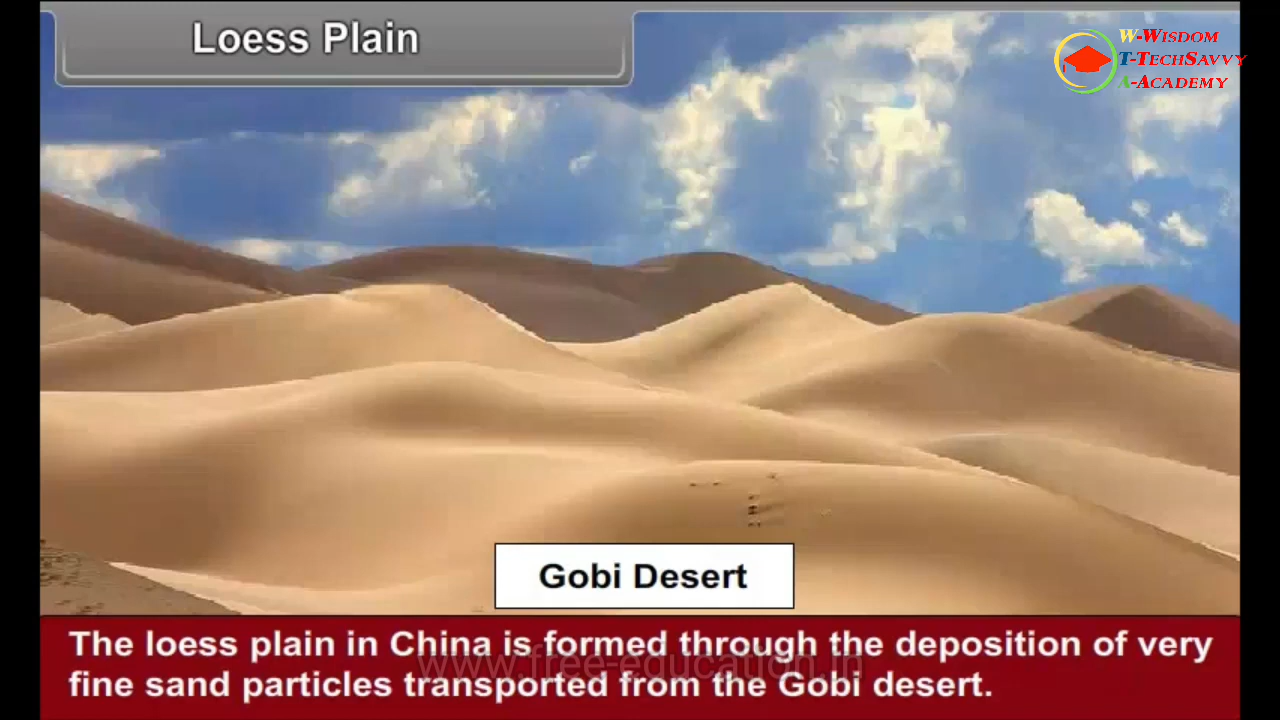 Loess Plain
W-Wisdom
T-TechSavvy
A-Academy
Gobi Desert
The loess plain in China is formed through the deposition of very
fine sand particles transported from the Gobi desert.
www.free-education.in